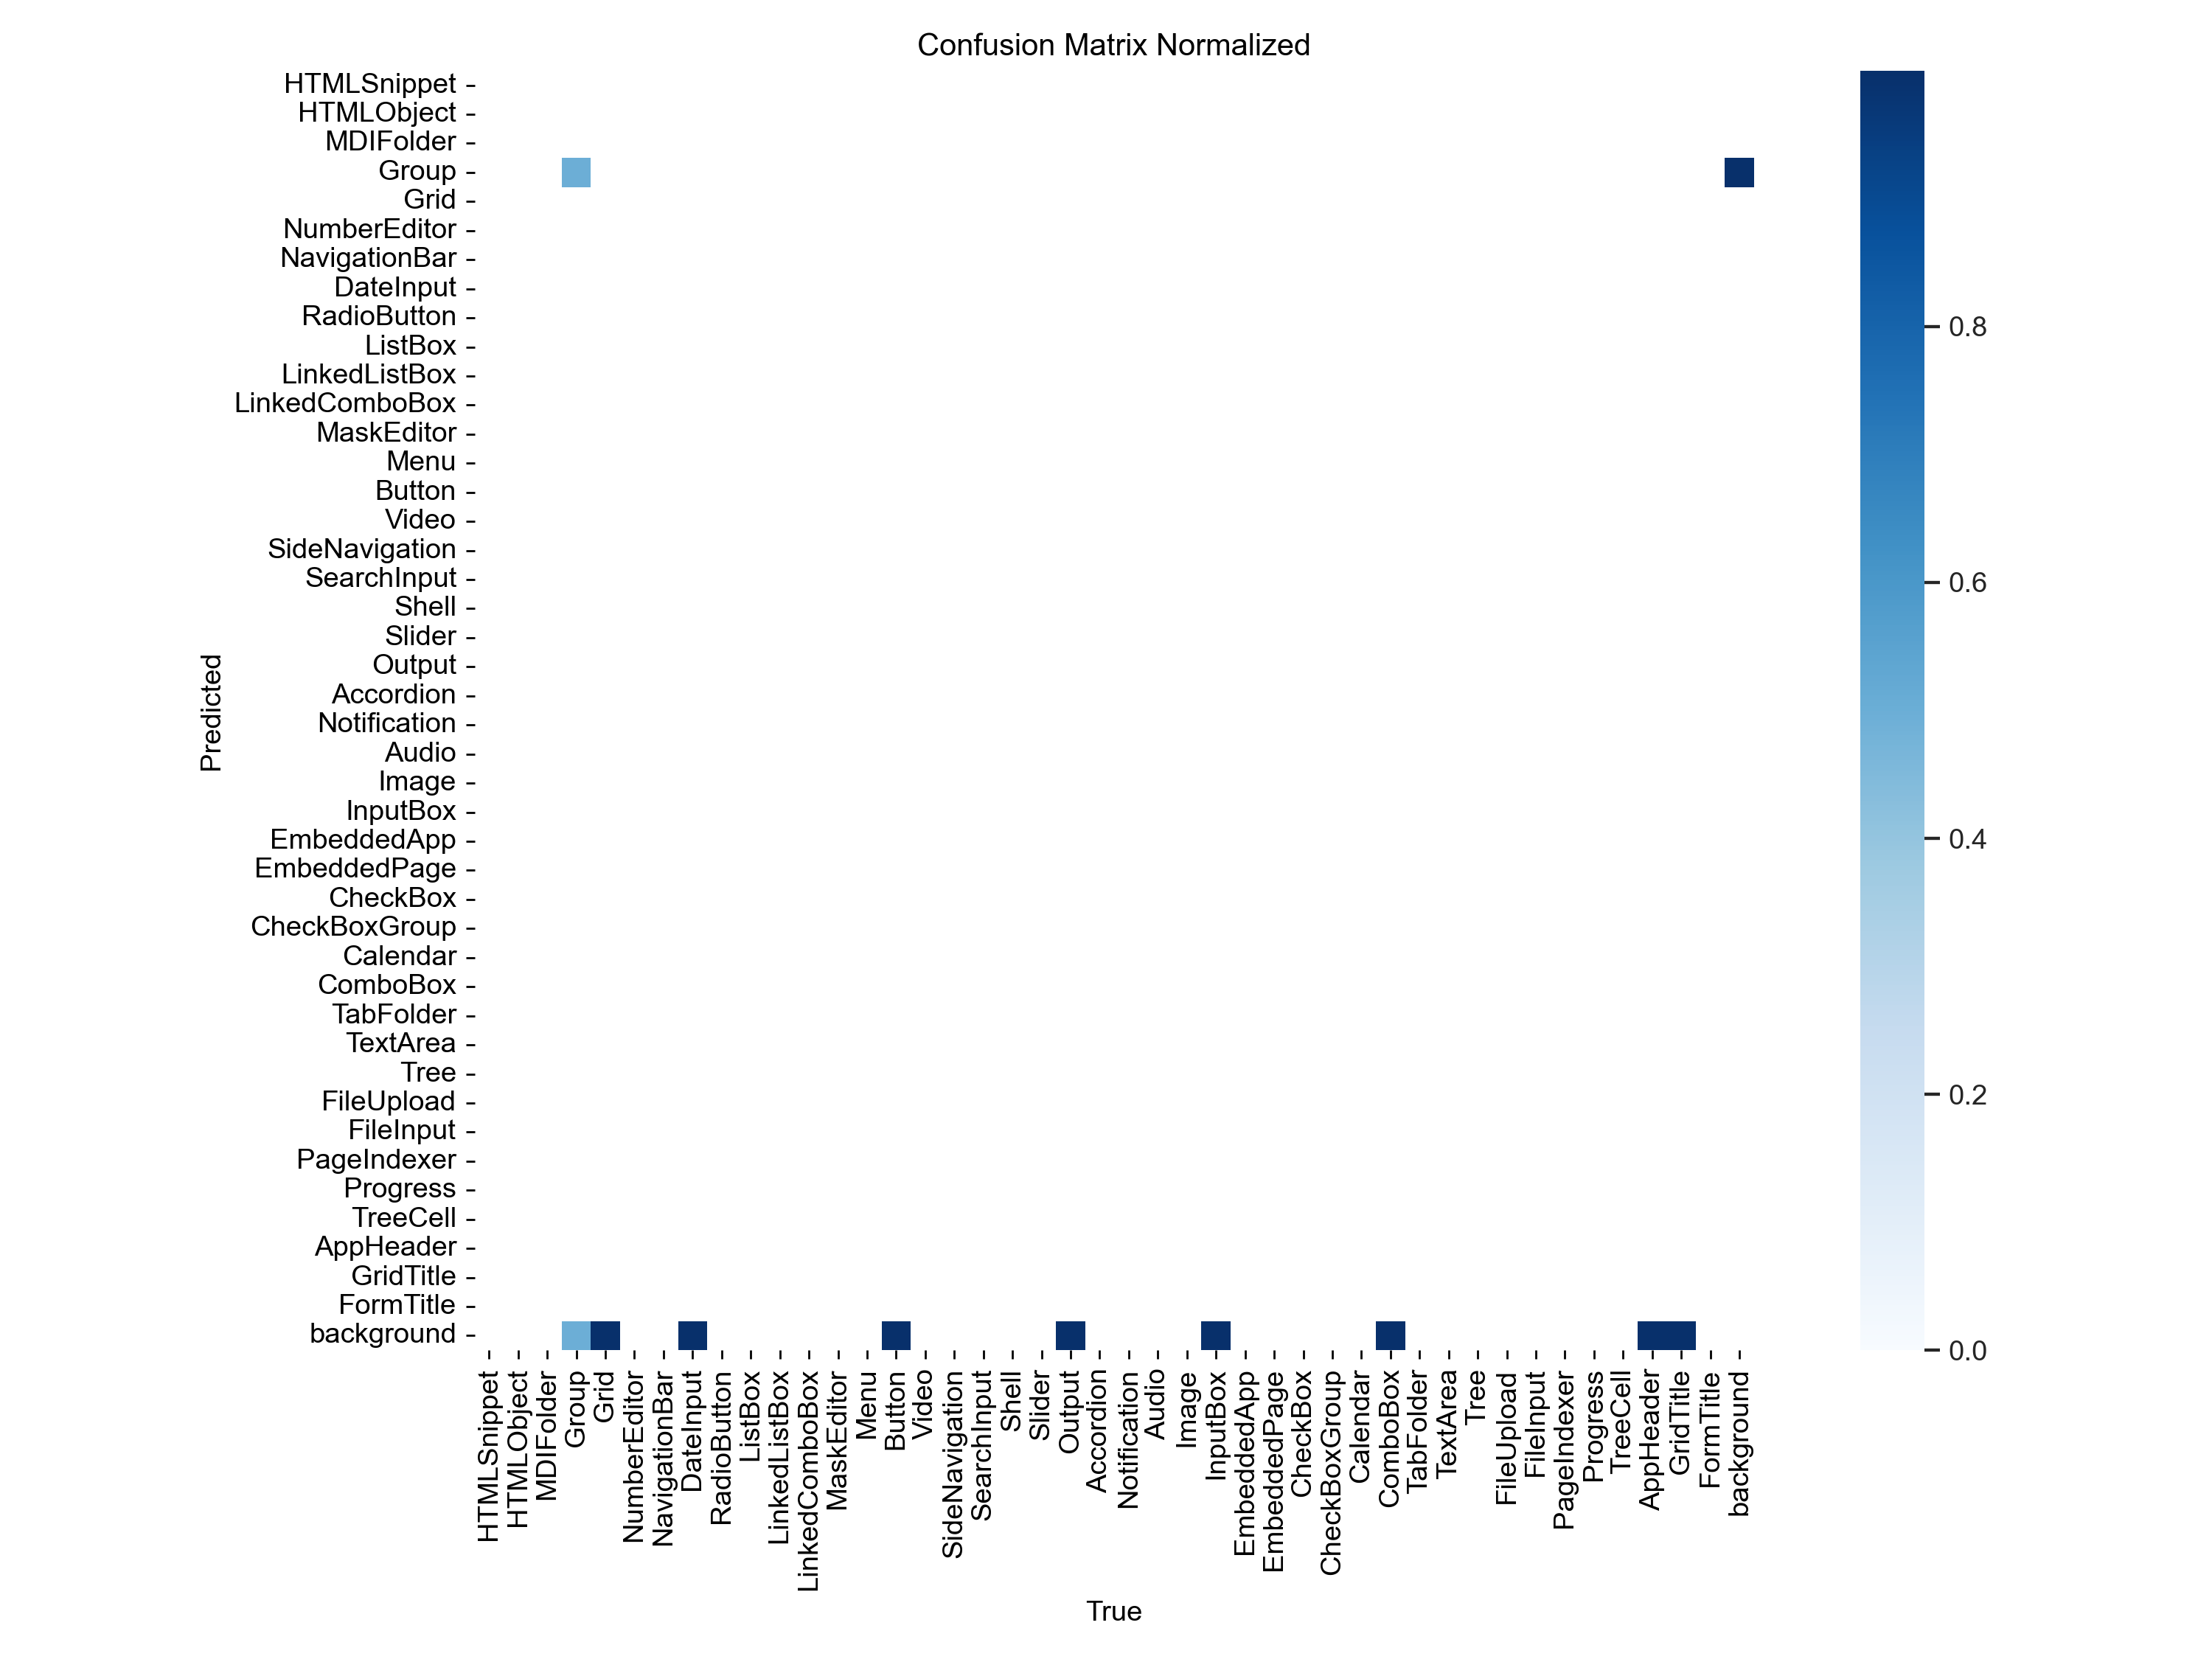 Confusion Matrix Normalized
HTMLSnippet
HTMLObject
MDIFolder
Group
Grid
NumberEditor
NavigationBar
DateInput
RadioButton
ListBox
LinkedListBox
LinkedComboBox
MaskEditor
Menu
Button
Video
SideNavigation
SearchInput
Shell
Slider
Output
Accordion
Notification
Audio
Image
InputBox
EmbeddedApp
EmbeddedPage
CheckBox
CheckBoxGroup
Calendar
ComboBox
TabFolder
TextArea
Tree
FileUpload
FileInput
PageIndexer
Progress
TreeCell
AppHeader
GridTitle
FormTitle
background
Predicted
HTMLSnippet
HTMLObject
MDIFolder
Group
Grid
NumberEditor
NavigationBar
DateInput
RadioButton
ListBox
LinkedListBox
LinkedComboBox
MaskEditor
Menu
Button
Video
SideNavigation
SearchInput
Shell
Slider
Output
Accordion
Notification
Audio
Image
InputBox
EmbeddedApp
EmbeddedPage
CheckBox
CheckBoxGroup
Calendar
ComboBox
TabFolder
TextArea
Tree
FileUpload
FileInput
PageIndexer
Progress
TreeCell
AppHeader
GridTitle
FormTitle
background
True
0.8
0.6
0.4
0.2
0.0